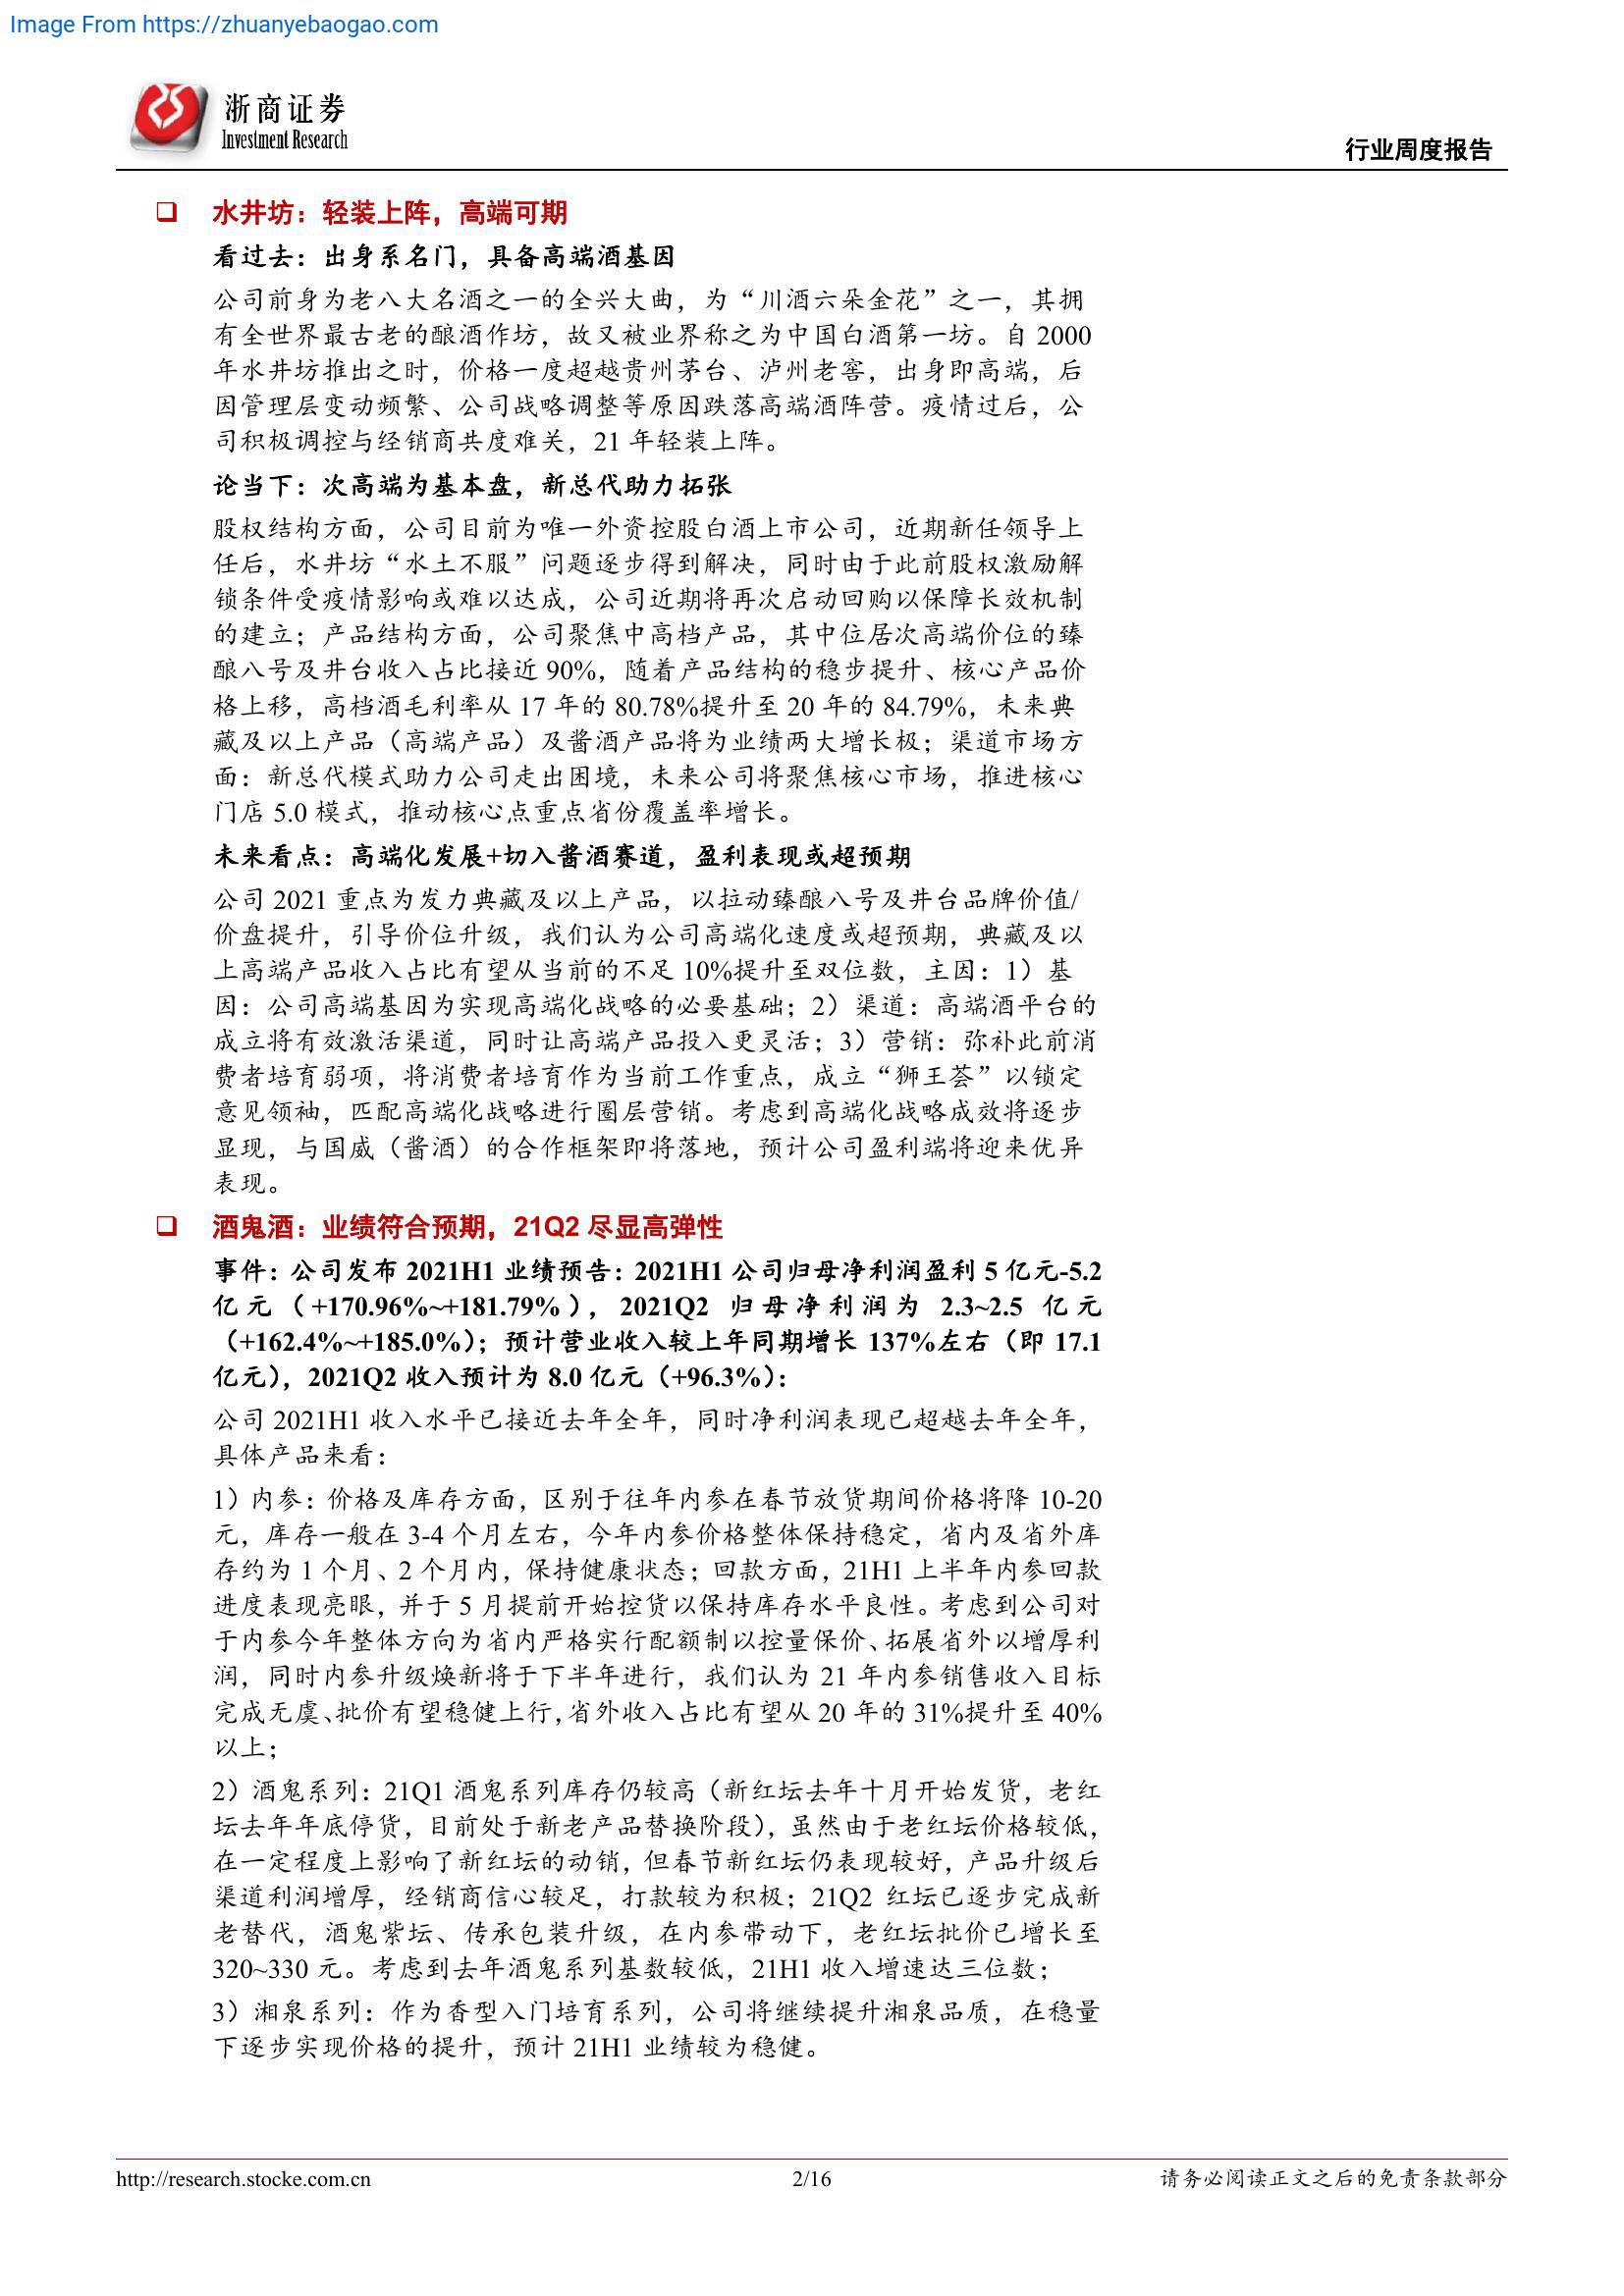 Image From https://zhuanyebaogao.com
浙商证券
Investment Research
行业周度报告
❑ 水井坊：轻装上阵，高端可期
看过去：出身系名门，具备高端酒基因
公司前身为老八大名酒之一的全兴大曲，为“川酒六朵金花”之一，其拥
有全世界最古老的酿酒作坊，故又被业界称之为中国白酒第一坊。自 2000
年水井坊推出之时，价格一度超越贵州茅台、泸州老窖，出身即高端，后
因管理层变动频繁、公司战略调整等原因跌落高端酒阵营。疫情过后，公
司积极调控与经销商共度难关，21 年轻装上阵。
论当下：次高端为基本盘，新总代助力拓张
股权结构方面，公司目前为唯一外资控股白酒上市公司，近期新任领导上
任后，水井坊“水土不服”问题逐步得到解决，同时由于此前股权激励解
锁条件受疫情影响或难以达成，公司近期将再次启动回购以保障长效机制
的建立；产品结构方面，公司聚焦中高档产品，其中位居次高端价位的臻
酿八号及井台收入占比接近 90%，随着产品结构的稳步提升、核心产品价
格上移，高档酒毛利率从 17 年的 80.78%提升至 20 年的 84.79%，未来典
藏及以上产品（高端产品）及酱酒产品将为业绩两大增长极；渠道市场方
面：新总代模式助力公司走出困境，未来公司将聚焦核心市场，推进核心
门店 5.0 模式，推动核心点重点省份覆盖率增长。
未来看点：高端化发展+切入酱酒赛道，盈利表现或超预期
公司 2021 重点为发力典藏及以上产品，以拉动臻酿八号及井台品牌价值/
价盘提升，引导价位升级，我们认为公司高端化速度或超预期，典藏及以
上高端产品收入占比有望从当前的不足 10%提升至双位数，主因：1）基
因：公司高端基因为实现高端化战略的必要基础；2）渠道：高端酒平台的
成立将有效激活渠道，同时让高端产品投入更灵活；3）营销：弥补此前消
费者培育弱项，将消费者培育作为当前工作重点，成立“狮王荟”以锁定
意见领袖，匹配高端化战略进行圈层营销。考虑到高端化战略成效将逐步
显现，与国威（酱酒）的合作框架即将落地，预计公司盈利端将迎来优异
表现。
❑ 酒鬼酒：业绩符合预期，21Q2 尽显高弹性
事件：公司发布 2021H1 业绩预告：2021H1 公司归母净利润盈利 5 亿元-5.2
亿元（+170.96%~+181.79%），2021Q2 归母净利润为 2.3~2.5 亿元
（+162.4%~+185.0%）；预计营业收入较上年同期增长 137%左右（即 17.1
亿元），2021Q2 收入预计为 8.0 亿元（+96.3%）：
公司 2021H1 收入水平已接近去年全年，同时净利润表现已超越去年全年，
具体产品来看：
1）内参：价格及库存方面，区别于往年内参在春节放货期间价格将降 10-20
元，库存一般在 3-4 个月左右，今年内参价格整体保持稳定，省内及省外库
存约为 1 个月、2 个月内，保持健康状态；回款方面，21H1 上半年内参回款
进度表现亮眼，并于 5 月提前开始控货以保持库存水平良性。考虑到公司对
于内参今年整体方向为省内严格实行配额制以控量保价、拓展省外以增厚利
润，同时内参升级焕新将于下半年进行，我们认为 21 年内参销售收入目标
完成无虞、批价有望稳健上行，省外收入占比有望从 20 年的 31%提升至 40%
以上；
2）酒鬼系列：21Q1 酒鬼系列库存仍较高（新红坛去年十月开始发货，老红
坛去年年底停货，目前处于新老产品替换阶段），虽然由于老红坛价格较低，
在一定程度上影响了新红坛的动销，但春节新红坛仍表现较好，产品升级后
渠道利润增厚，经销商信心较足，打款较为积极；21Q2 红坛已逐步完成新
老替代，酒鬼紫坛、传承包装升级，在内参带动下，老红坛批价已增长至
320~330 元。考虑到去年酒鬼系列基数较低，21H1 收入增速达三位数；
3）湘泉系列：作为香型入门培育系列，公司将继续提升湘泉品质，在稳量
下逐步实现价格的提升，预计 21H1 业绩较为稳健。
http://research.stocke.com.cn
2/16
请务必阅读正文之后的免责条款部分